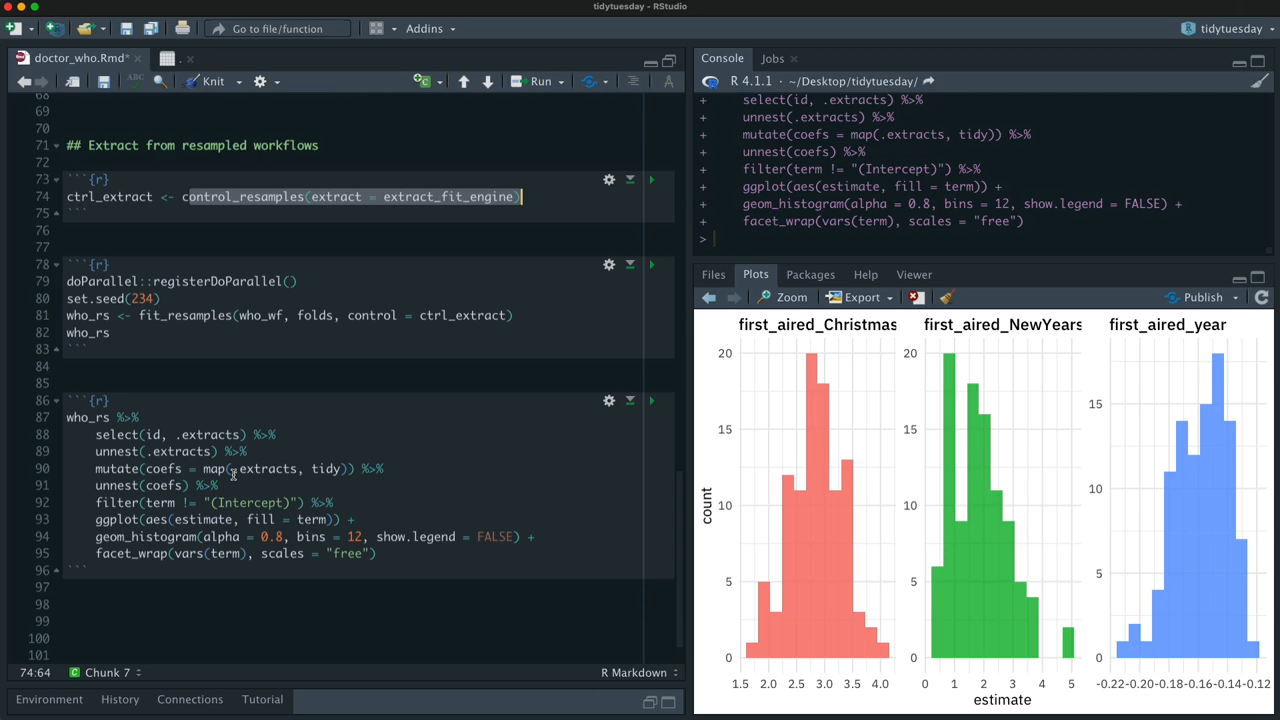 tidytuesday - RStudio
Go to file/function
Addins
tidytuesday
doctor_who.Rmd*
.
ABC
Knit
Run
68
69
70
71 ## Extract from resampled workflows
72
73 ```{r}
74 ctrl_extract <- control_resamples(extract = extract_fit_engine)
75 ```
76
77
78 ```{r}
79 doParallel::registerDoParallel()
80 set.seed(234)
81 who_rs <- fit_resamples(who_wf, folds, control = ctrl_extract)
82 who_rs
83 ```
84
85
86 ```{r}
87 who_rs %>%
88 select(id, .extracts) %>%
89 unnest(.extracts) %>%
90 mutate(coefs = map(.extracts, tidy)) %>%
91 unnest(coefs) %>%
92 filter(term != "(Intercept)") %>%
93 ggplot(aes(estimate, fill = term)) +
94 geom_histogram(alpha = 0.8, bins = 12, show.legend = FALSE) +
95 facet_wrap(vars(term), scales = "free")
96 ```
97
98
99
100
101
74:64 C Chunk 7 R Markdown
Environment History Connections Tutorial
Console Jobs
R 4.1.1 · ~/Desktop/tidytuesday/
+ select(id, .extracts) %>%
+ unnest(.extracts) %>%
+ mutate(coefs = map(.extracts, tidy)) %>%
+ unnest(coefs) %>%
+ filter(term != "(Intercept)") %>%
+ ggplot(aes(estimate, fill = term)) +
+ geom_histogram(alpha = 0.8, bins = 12, show.legend = FALSE) +
+ facet_wrap(vars(term), scales = "free")
>
Files Plots Packages Help Viewer
Zoom Export Publish
first_aired_Christmas first_aired_NewYears first_aired_year
count
20
15
10
5
0
1.5 2.0 3.0 4.0
20
15
10
5
0
0 1 2 3 4 5
15
10
5
0
-0.22 -0.20 -0.18 -0.16 -0.14 -0.12
estimate